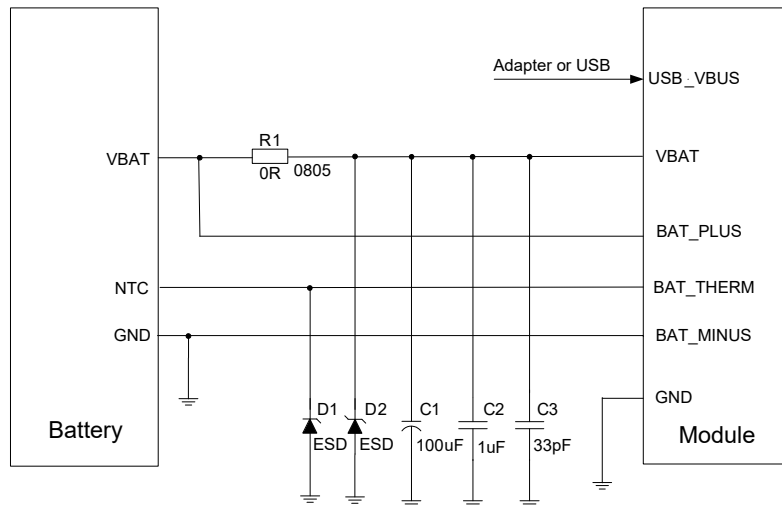 Adapter or USB
USB_VBUS
R1
VBAT
0R 0805
VBAT
BAT_PLUS
NTC
BAT_THERM
GND
BAT_MINUS
GND
D1 D2 C1 C2 C3
ESD ESD 100uF 1uF 33pF
Battery
Module